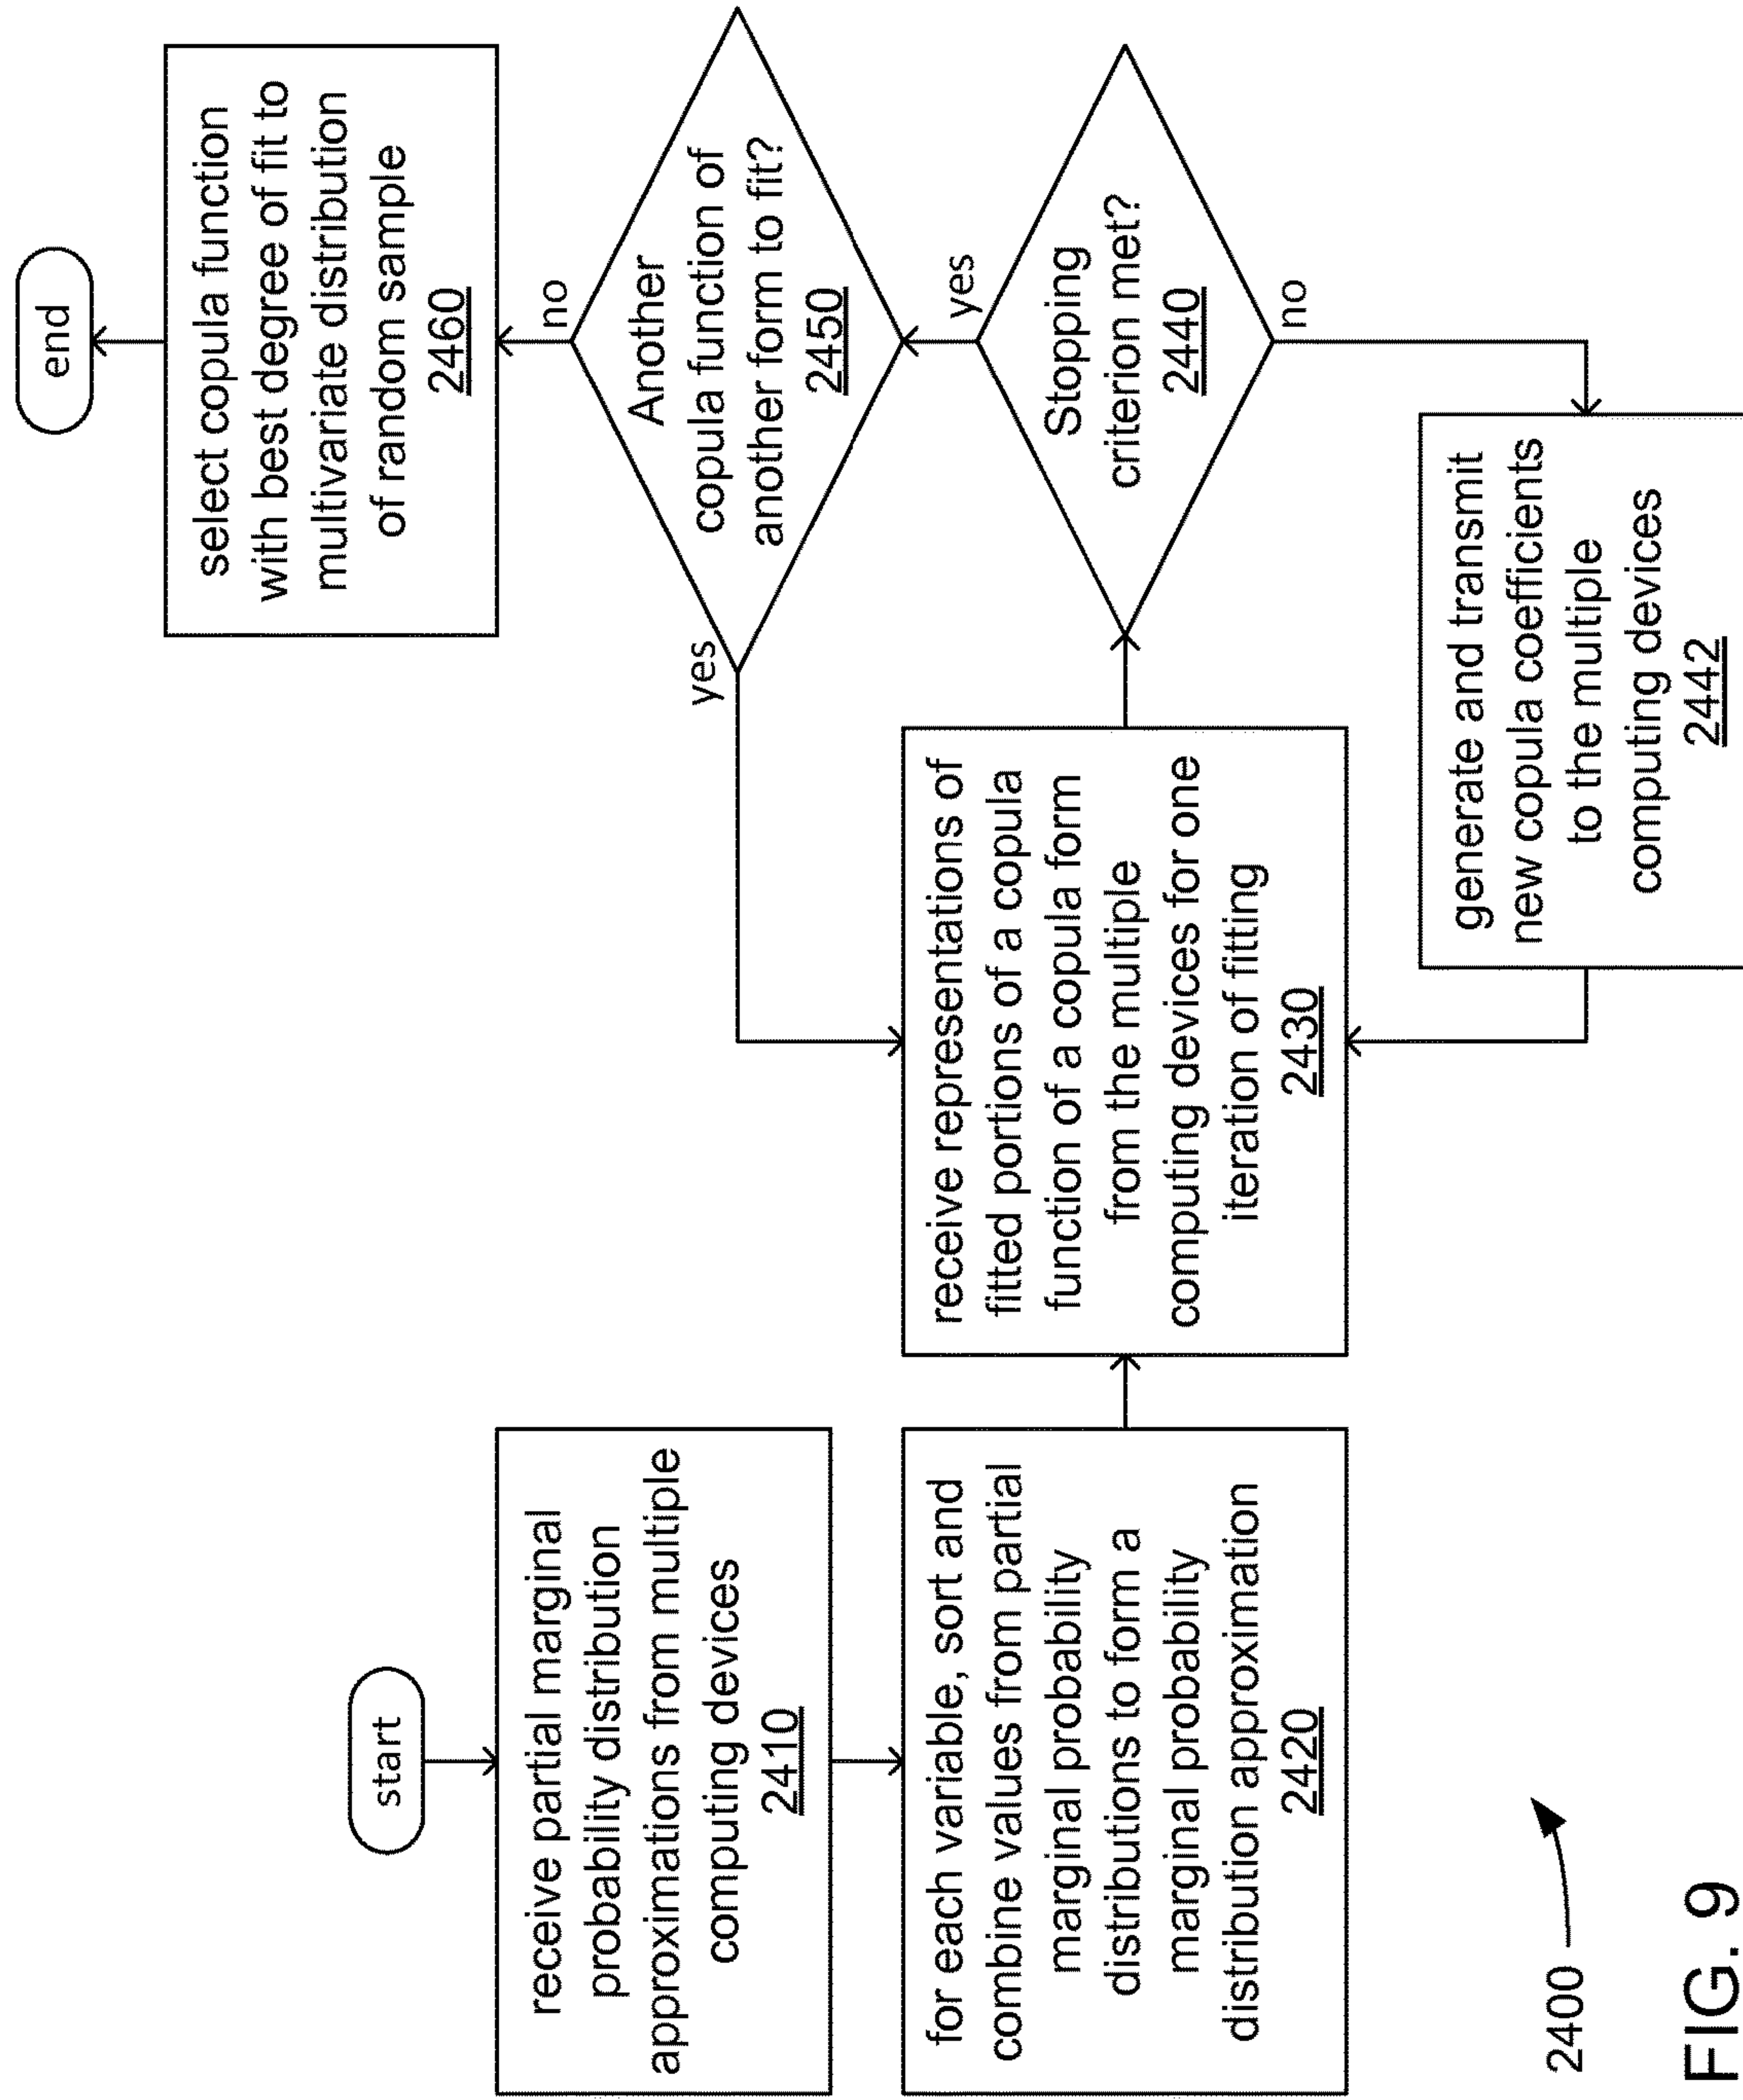 start
receive partial marginal
probability distribution
approximations from multiple
computing devices
2410
for each variable, sort and
combine values from partial
marginal probability
distributions to form a
marginal probability
distribution approximation
2420
receive representations of
fitted portions of a copula
function of a copula form
from the multiple
computing devices for one
iteration of fitting
2430
Stopping
criterion met?
2440
no
generate and transmit
new copula coefficients
to the multiple
computing devices
2442
yes
Another
copula function of
another form to fit?
2450
yes
no
select copula function
with best degree of fit to
multivariate distribution
of random sample
2460
end
2400
FIG. 9